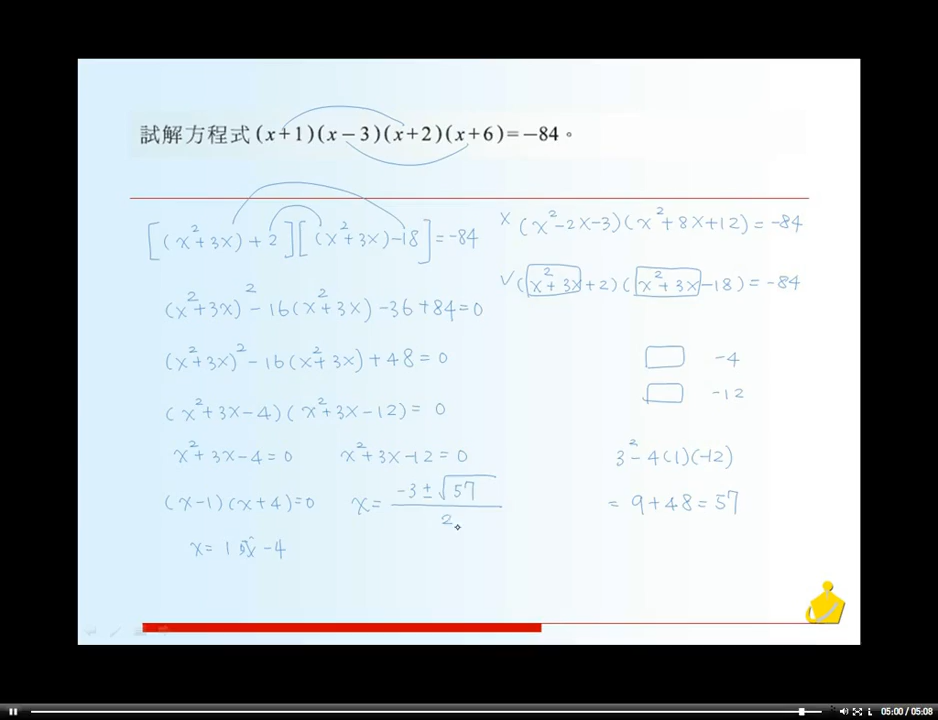 試解方程式(x+1)(x−3)(x+2)(x+6)=−84。
[(x²+3x)+2][(x²+3x)-18]=-84
(x²+3x)²-16(x²+3x)-36+84=0
(x²+3x)²-16(x²+3x)+48=0
(x²+3x-4)(x²+3x-12)=0
x²+3x-4=0 x²+3x-12=0
(x-1)(x+4)=0 x=(-3±√57)/2
x=1或-4
×(x²-2x-3)(x²+8x+12)=-84
✓(x²+3x+2)(x²+3x-18)=-84
-4
-12
3²-4(1)(-12)
=9+48=57
05:00 / 05:08